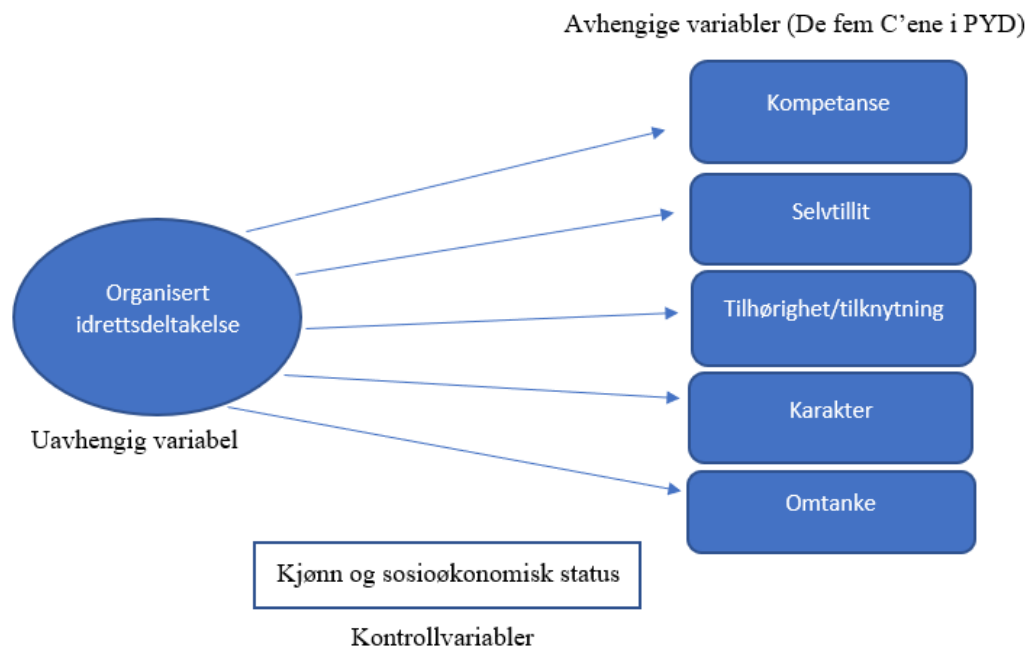 Avhengige variabler (De fem C’ene i PYD)
Kompetanse
Selvtillit
Organisert
idrettsdeltakelse
Tilhørighet/tilknytning
Karakter
Uavhengig variabel
Omtanke
Kjønn og sosioøkonomisk status
Kontrollvariabler